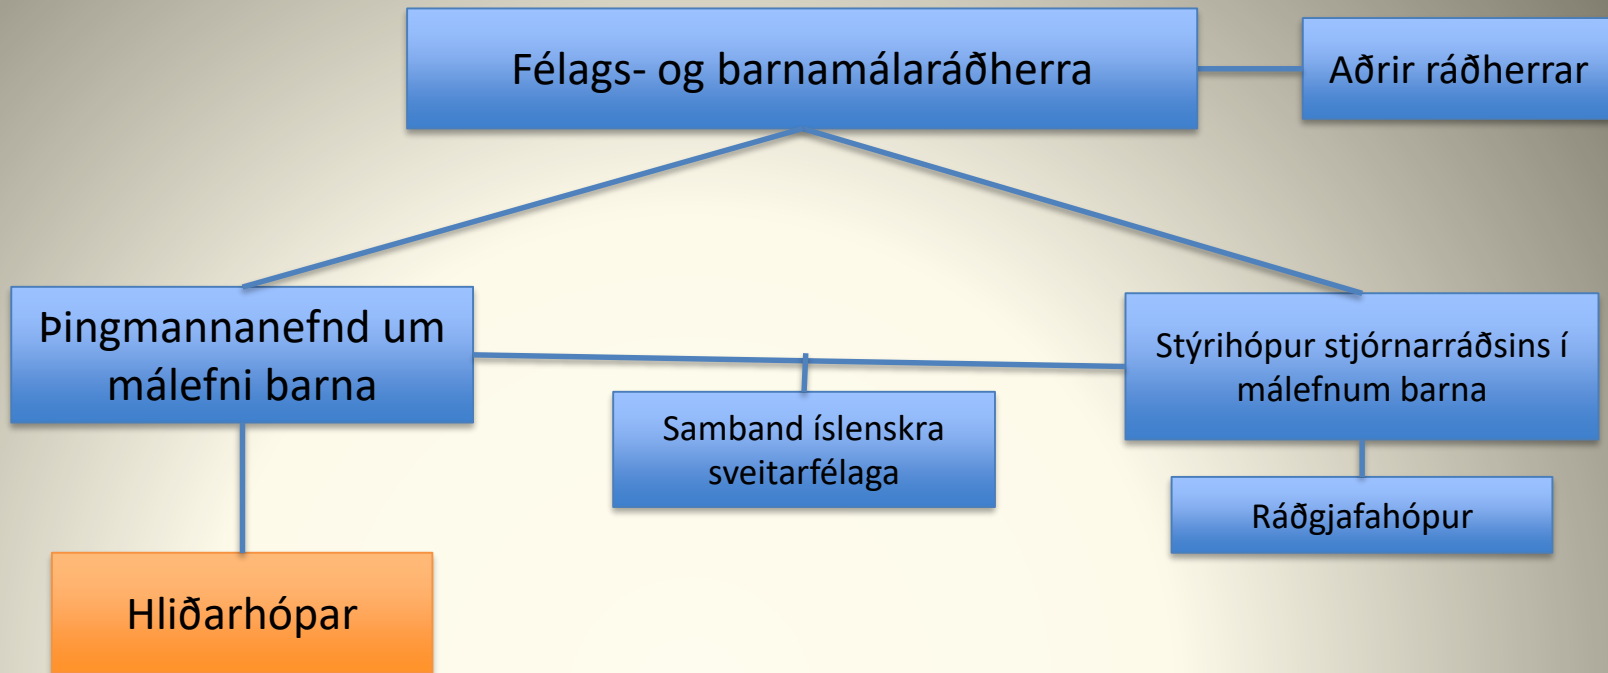 Félags- og barnamálaráðherra
Aðrir ráðherrar
Þingmannanefnd um
málefni barna
Stýrihópur stjórnarráðsins í
málefnum barna
Samband íslenskra
sveitarfélaga
Ráðgjafahópur
Hliðarhópar